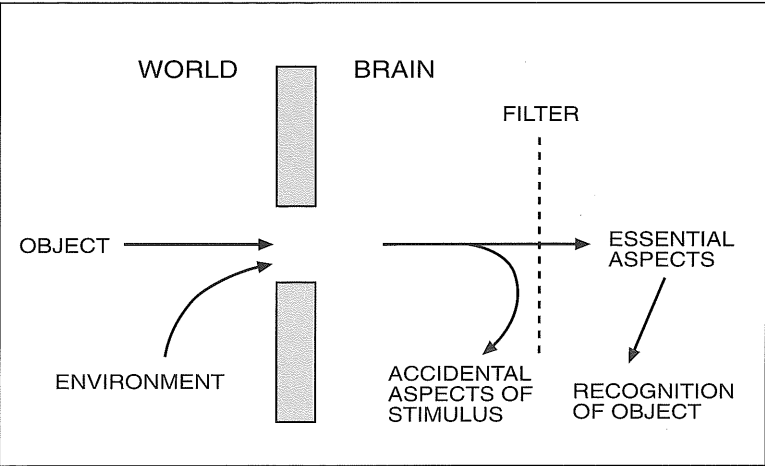 WORLD
BRAIN
FILTER
OBJECT
ESSENTIAL
ASPECTS
ENVIRONMENT
ACCIDENTAL
ASPECTS OF
STIMULUS
RECOGNITION
OF OBJECT